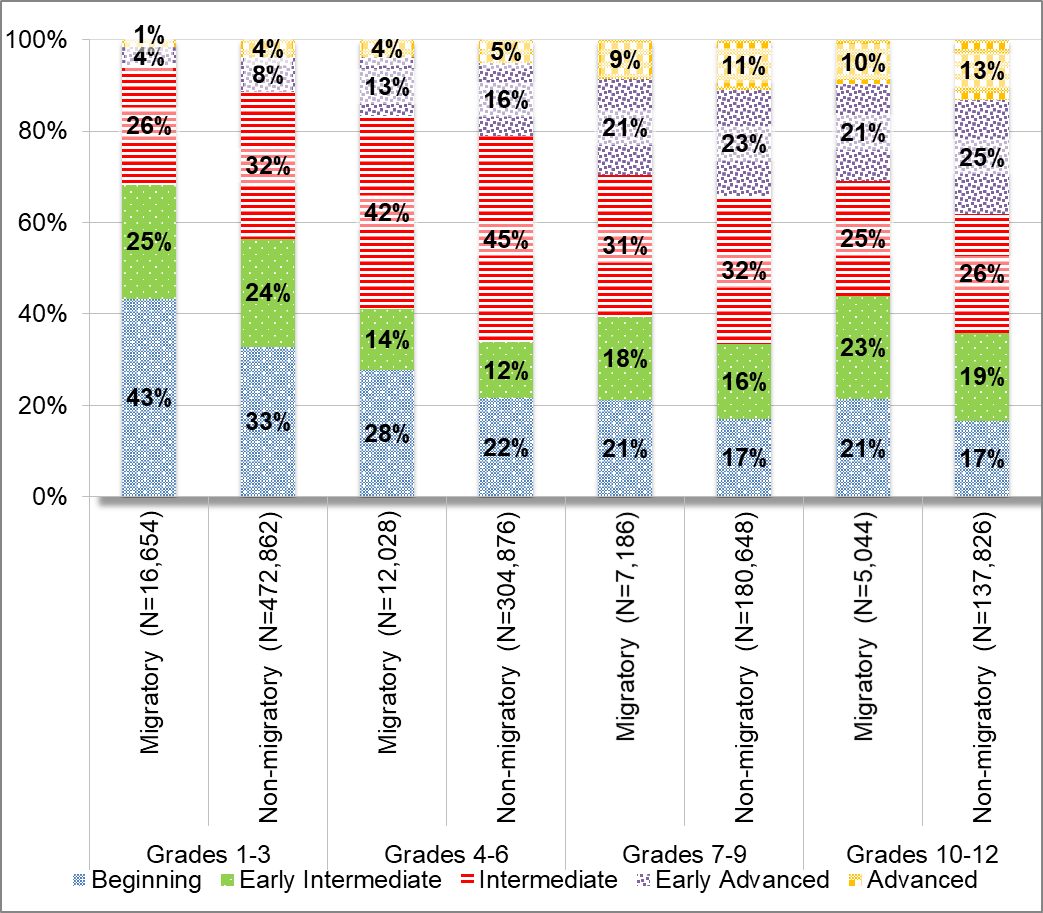 100%
80%
60%
40%
20%
0%
1%
4%
26%
25%
43%
4%
8%
32%
24%
33%
4%
13%
42%
14%
28%
5%
16%
45%
12%
22%
9%
21%
31%
18%
21%
11%
23%
32%
16%
17%
10%
21%
25%
23%
21%
13%
25%
26%
19%
17%
Migratory (N=16,654)
Non-migratory (N=472,862)
Migratory (N=12,028)
Non-migratory (N=304,876)
Migratory (N=7,186)
Non-migratory (N=180,648)
Migratory (N=5,044)
Non-migratory (N=137,826)
Grades 1-3
Grades 4-6
Grades 7-9
Grades 10-12
Beginning
Early Intermediate
Intermediate
Early Advanced
Advanced